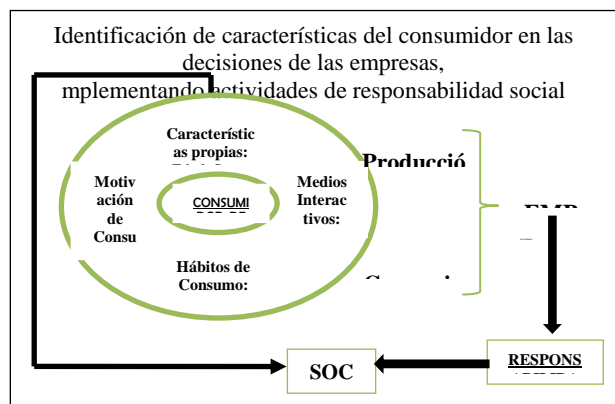 Identificación de características del consumidor en las
decisiones de las empresas,
mplementando actividades de responsabilidad social
Característic
as propias:
Motiv
ación
de
Consu
CONSUMI
Medios
Interac
tivos:
Hábitos de
Consumo:
Producció
SOC
RESPONS